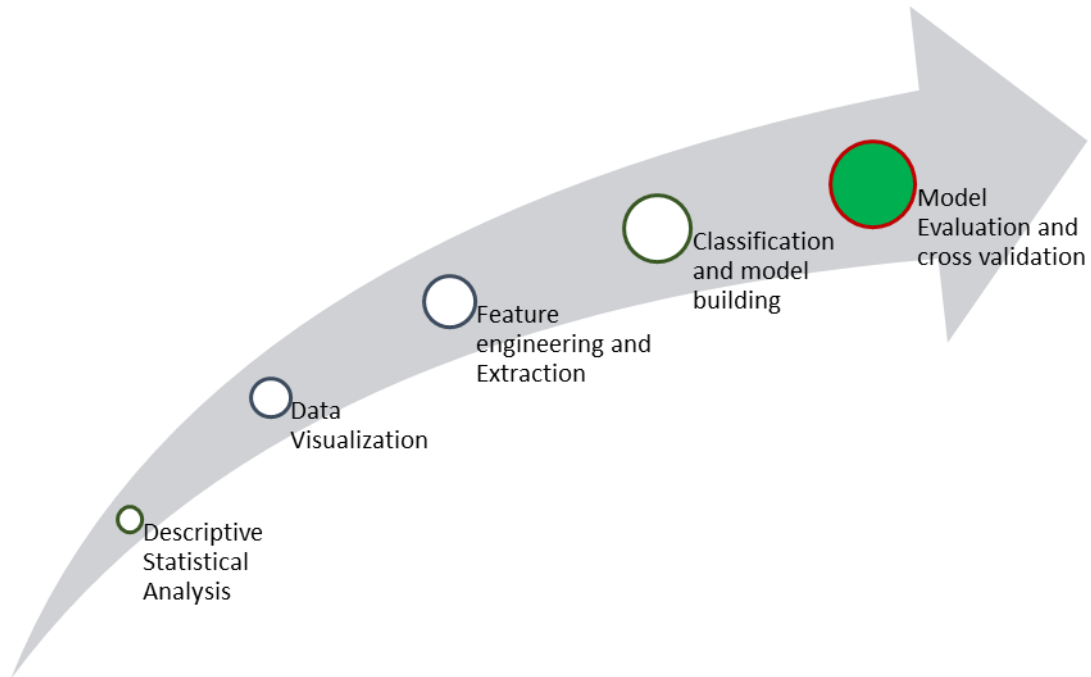 Descriptive
Statistical
Analysis
Data
Visualization
Feature
engineering and
Extraction
Classification
and model
building
Model
Evaluation and
cross validation